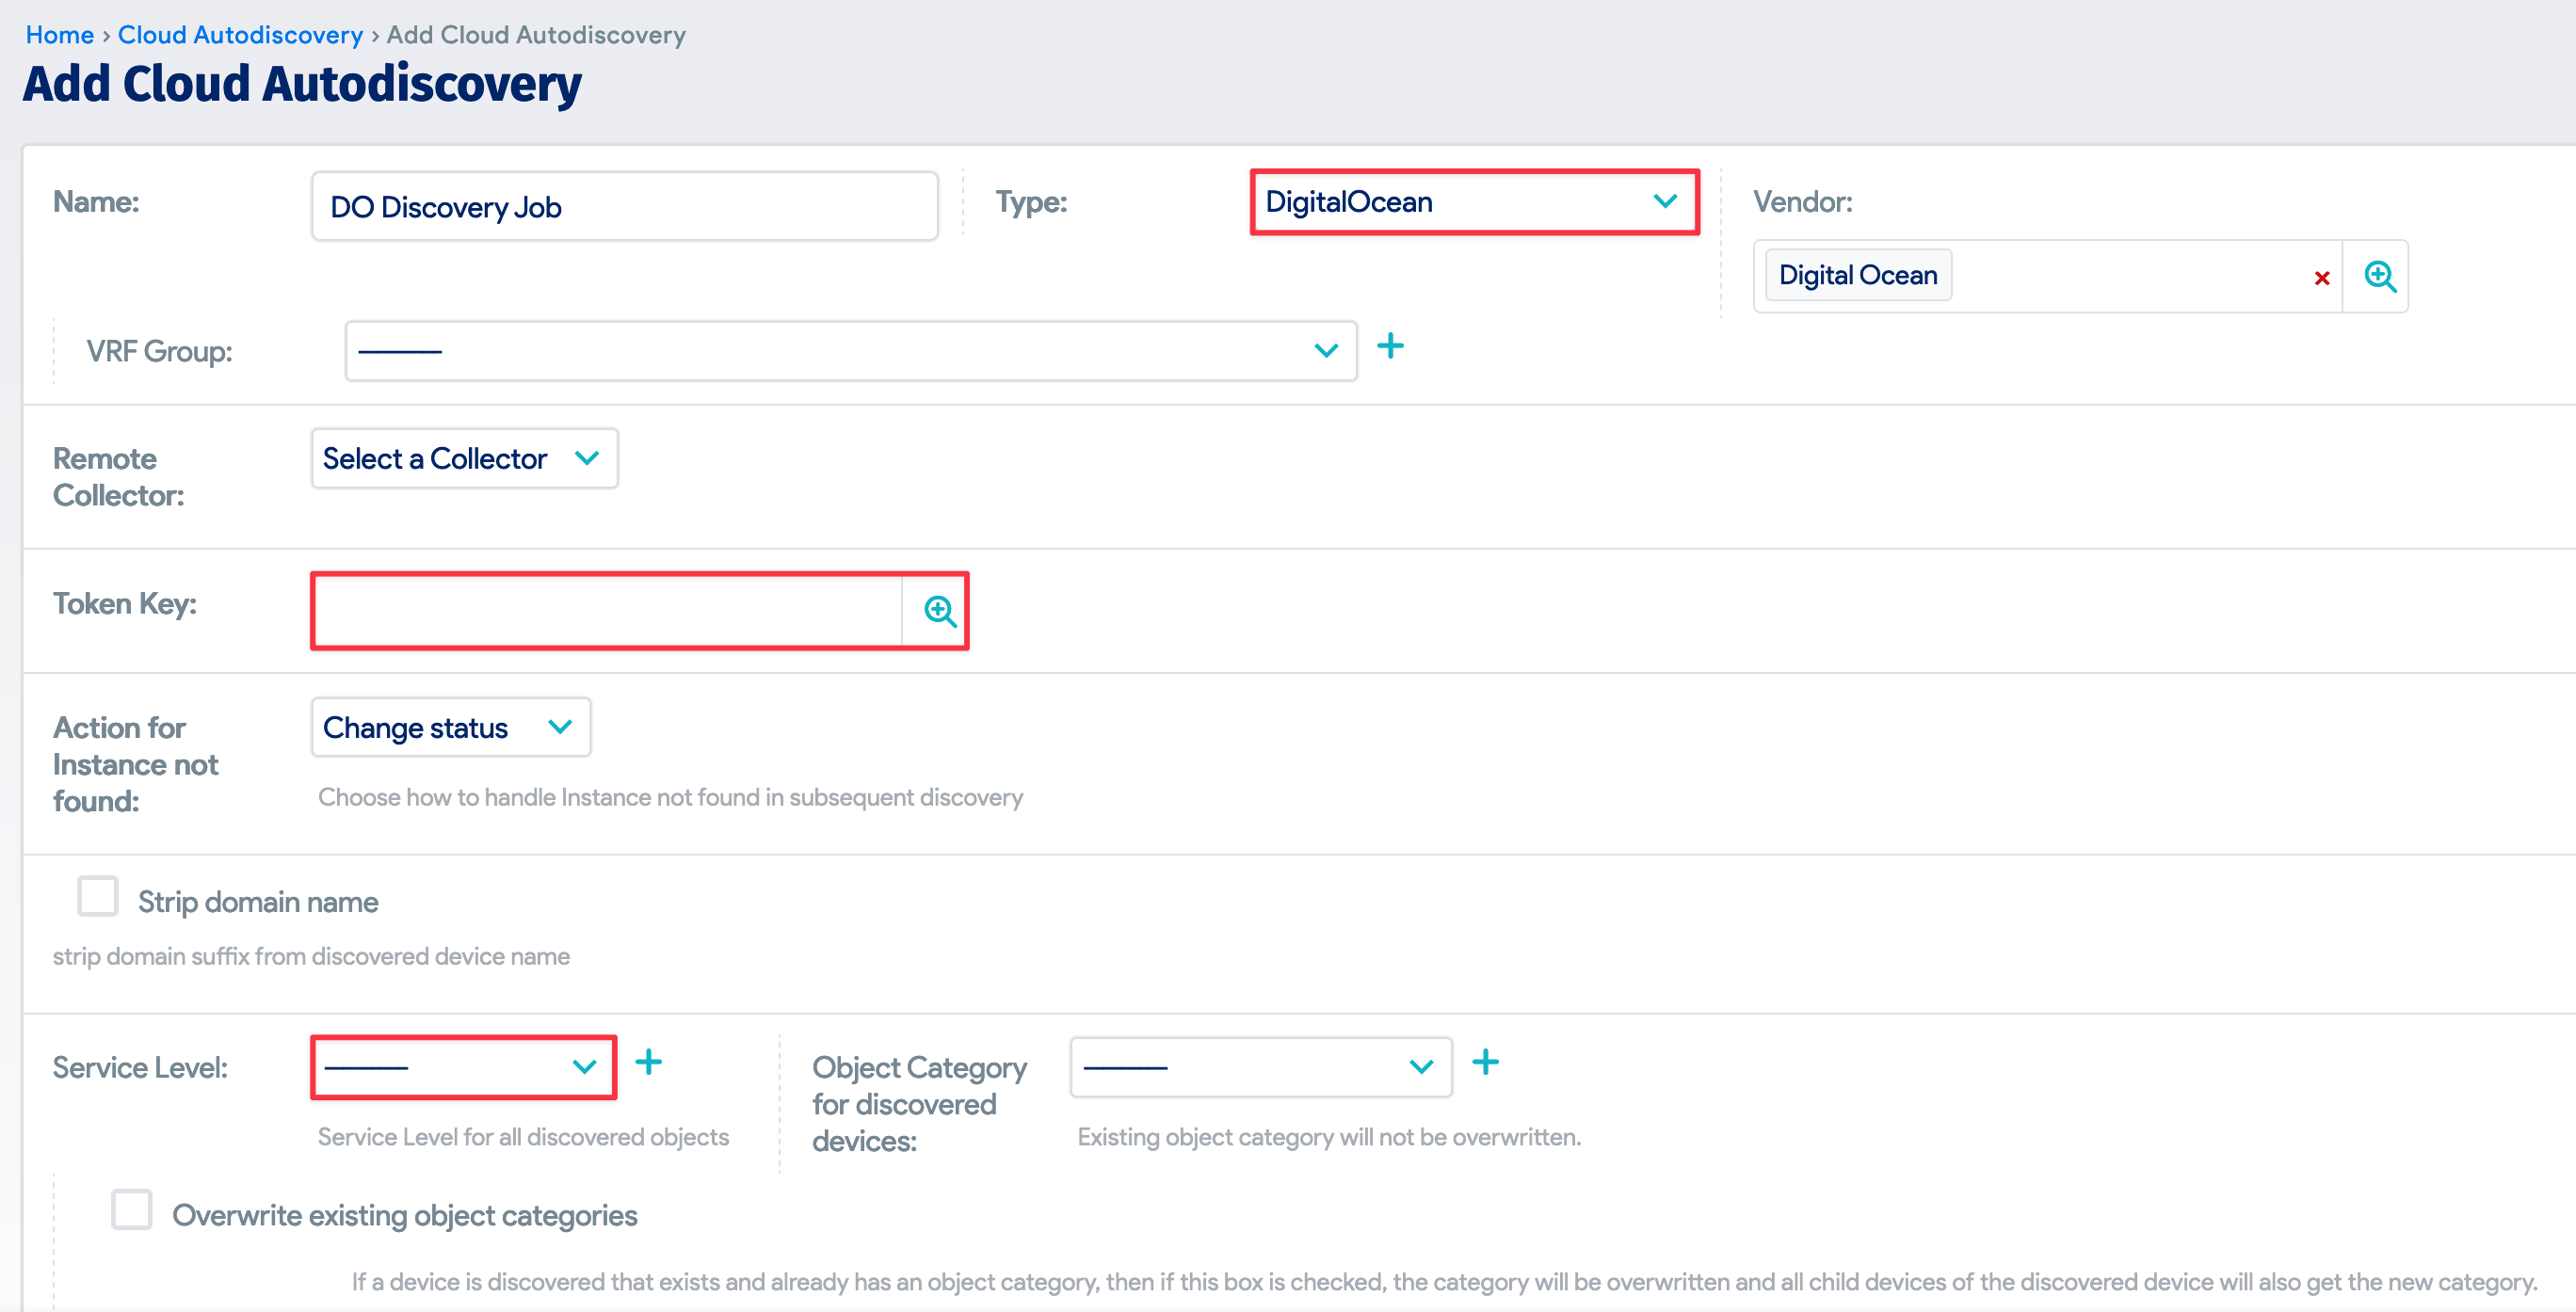 Home › Cloud Autodiscovery › Add Cloud Autodiscovery
Add Cloud Autodiscovery
Name:
DO Discovery Job
Type:
DigitalOcean
Vendor:
Digital Ocean
VRF Group:
---------
Remote
Collector:
Select a Collector
Token Key:
Action for
Instance not
found:
Change status
Choose how to handle Instance not found in subsequent discovery
Strip domain name
strip domain suffix from discovered device name
Service Level:
---------
Service Level for all discovered objects
Object Category
for discovered
devices:
---------
Existing object category will not be overwritten.
Overwrite existing object categories
If a device is discovered that exists and already has an object category, then if this box is checked, the category will be overwritten and all child devices of the discovered device will also get the new category.